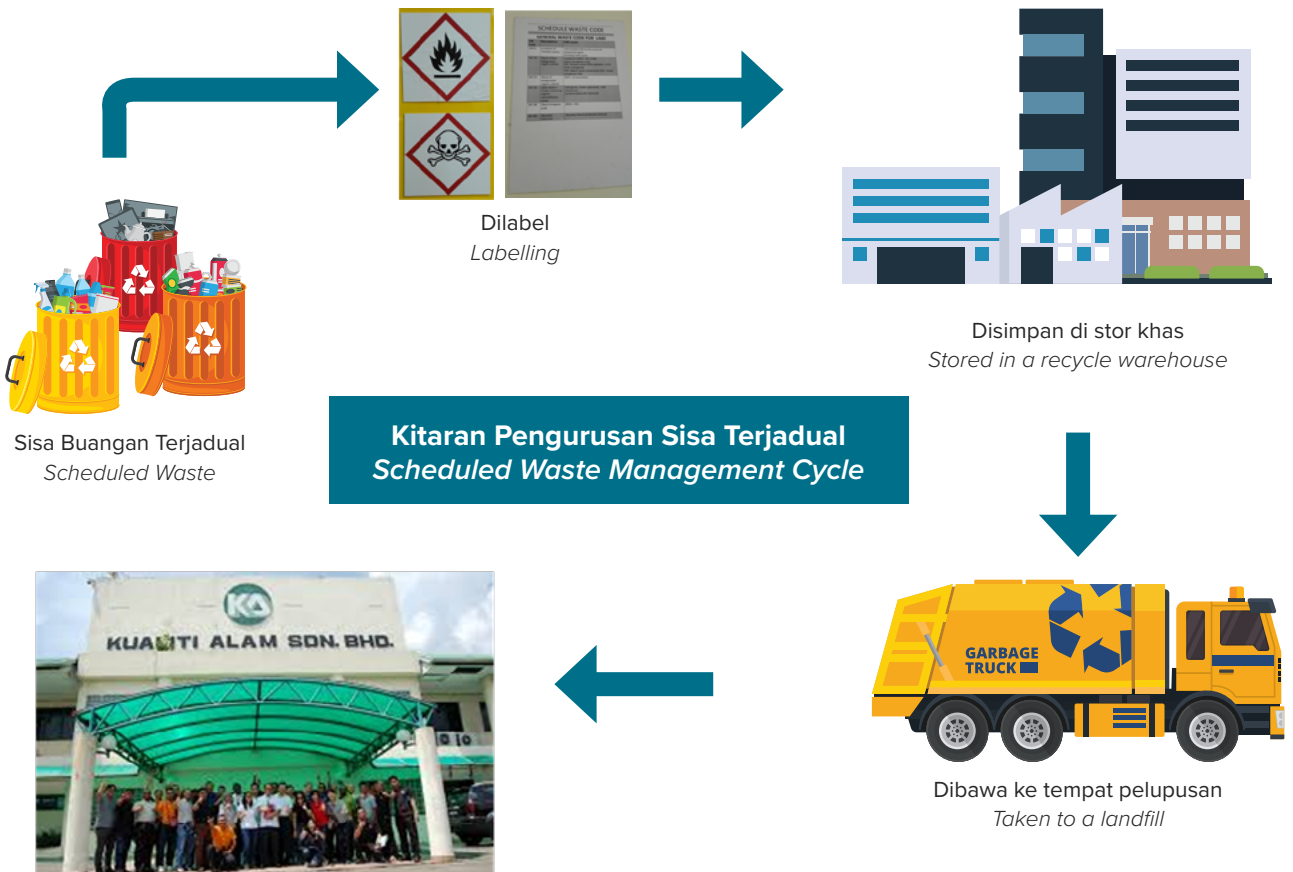 SCHEDULE WASTE CODE
Dilabel
Labelling
Disimpan di stor khas
Stored in a recycle warehouse
Sisa Buangan Terjadual
Scheduled Waste
Kitaran Pengurusan Sisa Terjadual
Scheduled Waste Management Cycle
KA
KUALITI ALAM SDN. BHD.
GARBAGE
TRUCK
Dibawa ke tempat pelupusan
Taken to a landfill